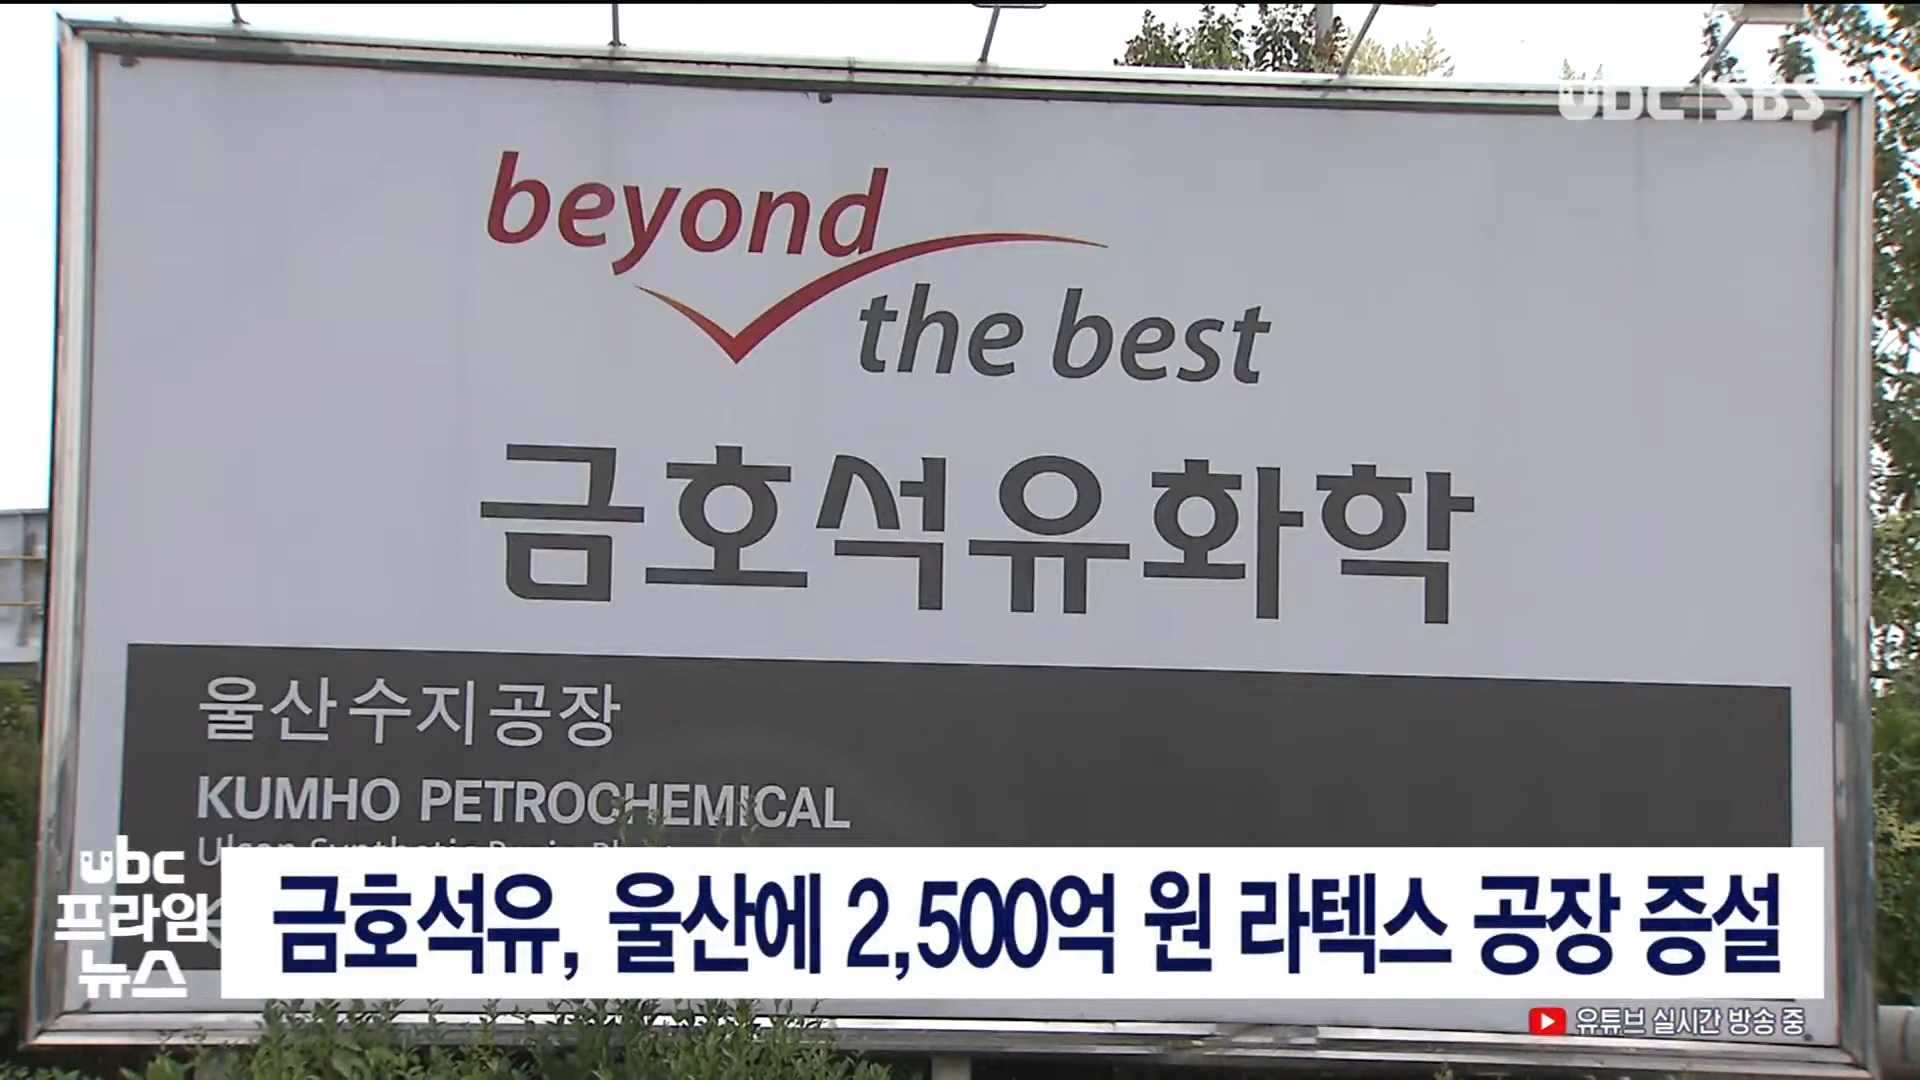 ubc SBS
beyond
the best
금호석유화학
울산수지공장
KUMHO PETROCHEMICAL
ubc
프라임
뉴스
금호석유, 울산에 2,500억 원 라텍스 공장 증설
유튜브 실시간 방송 중